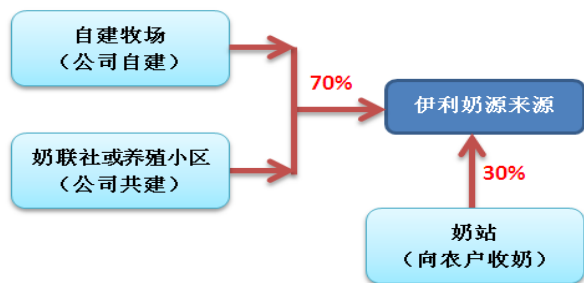 自建牧场
（公司自建）
70%
伊利奶源来源
奶联社或养殖小区
（公司共建）
30%
奶站
（向农户收奶）